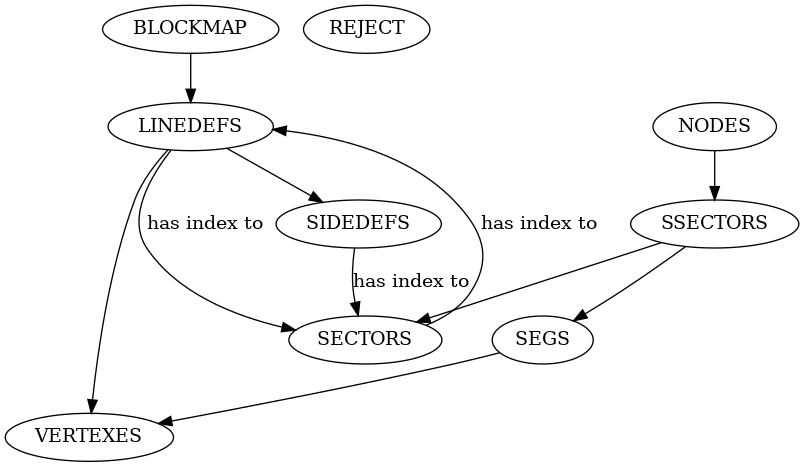 BLOCKMAP
REJECT
LINEDEFS
NODES
has index to
SIDEDEFS
has index to
SSECTORS
has index to
SECTORS
SEGS
VERTEXES